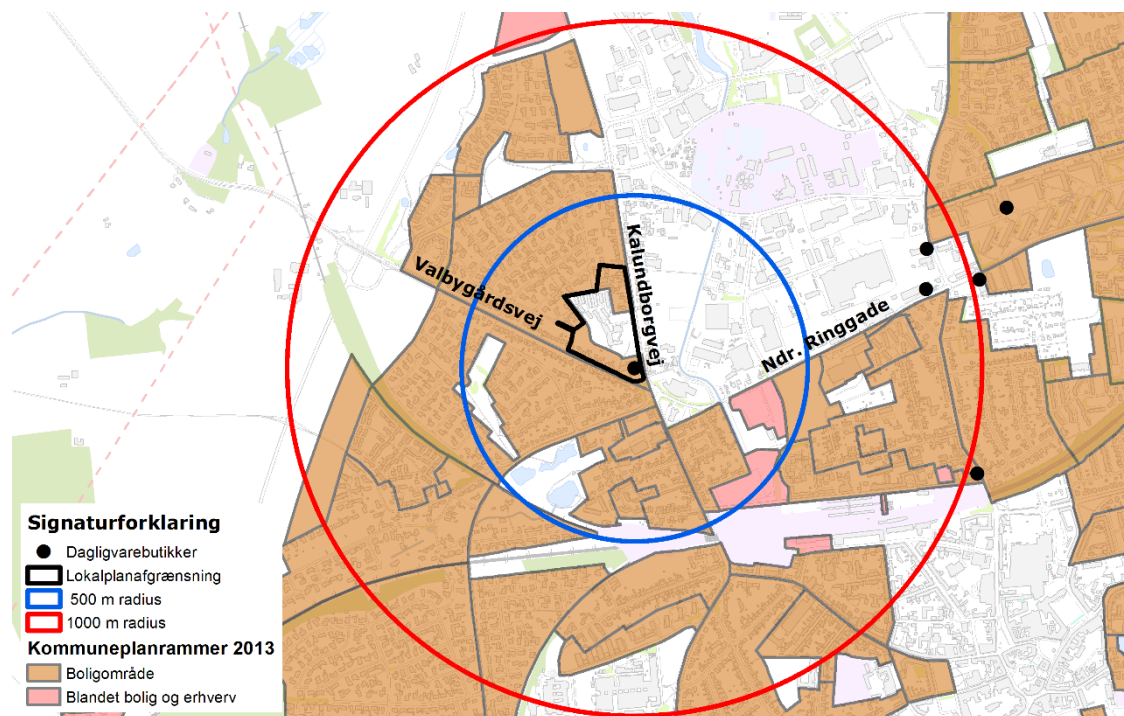 Kalundborgvej
Valbygårdsvej
Ndr. Ringgade
Signaturforklaring
Dagligvarebutikker
Lokalplanafgrænsning
500 m radius
1000 m radius
Kommuneplanrammer 2013
Boligområde
Blandet bolig og erhverv